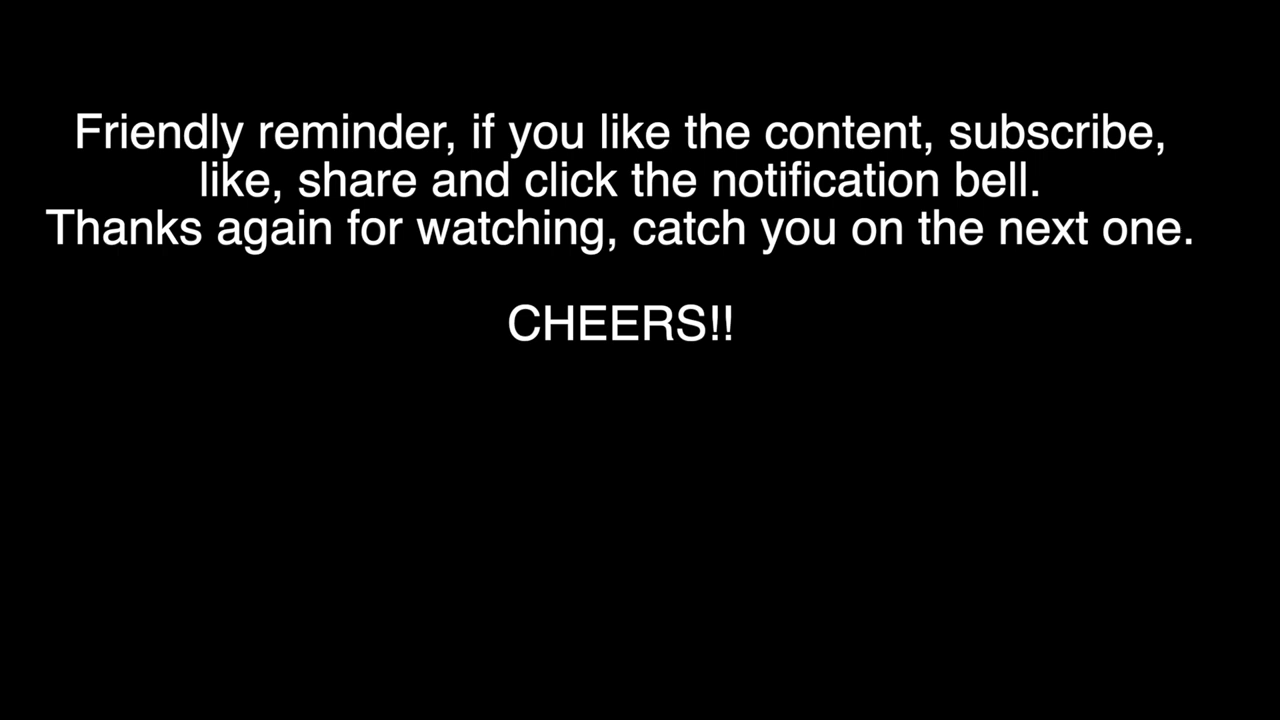 Friendly reminder, if you like the content, subscribe,
like, share and click the notification bell.
Thanks again for watching, catch you on the next one.
CHEERS!!